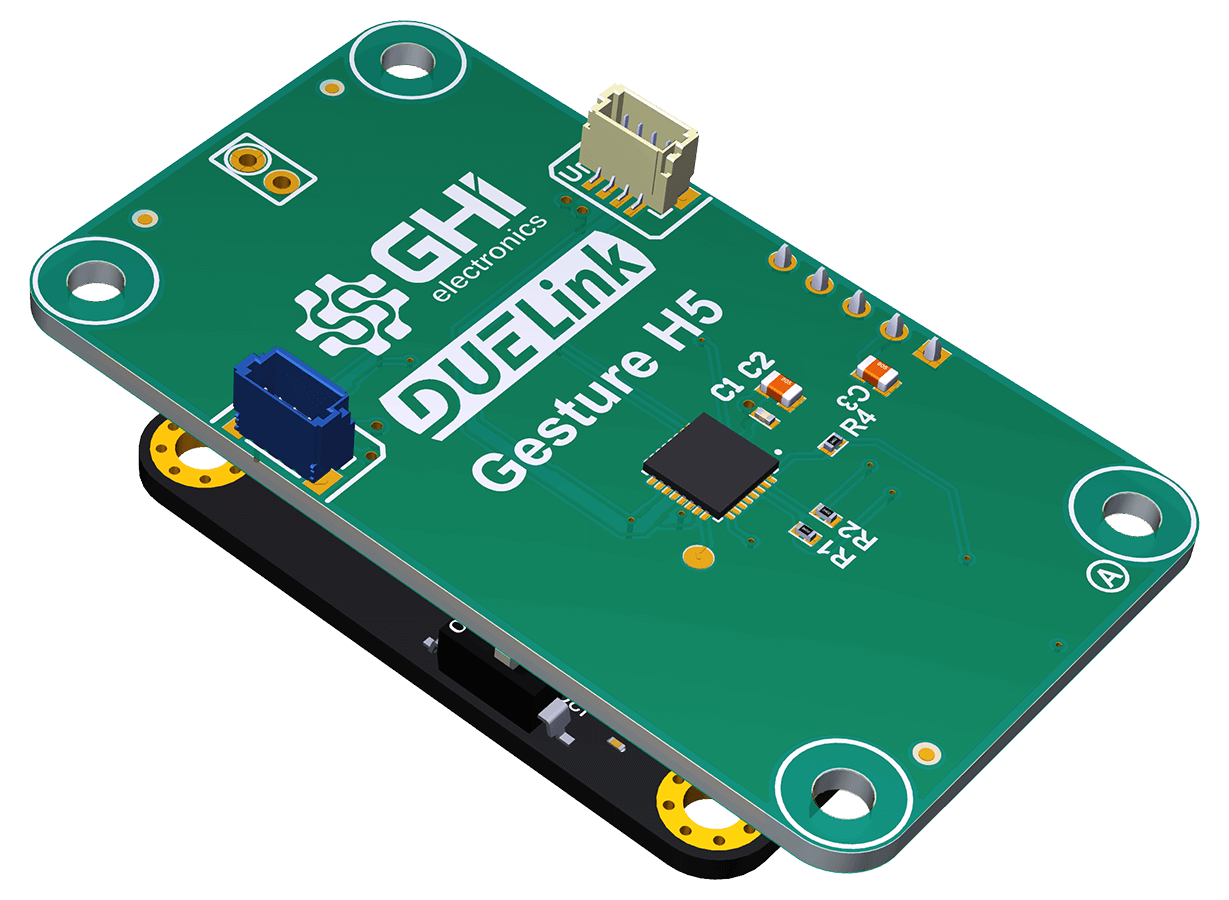 GHI
electronics
DUELink
Gesture H5
C1 C2
C3
R4
R1 R2
A